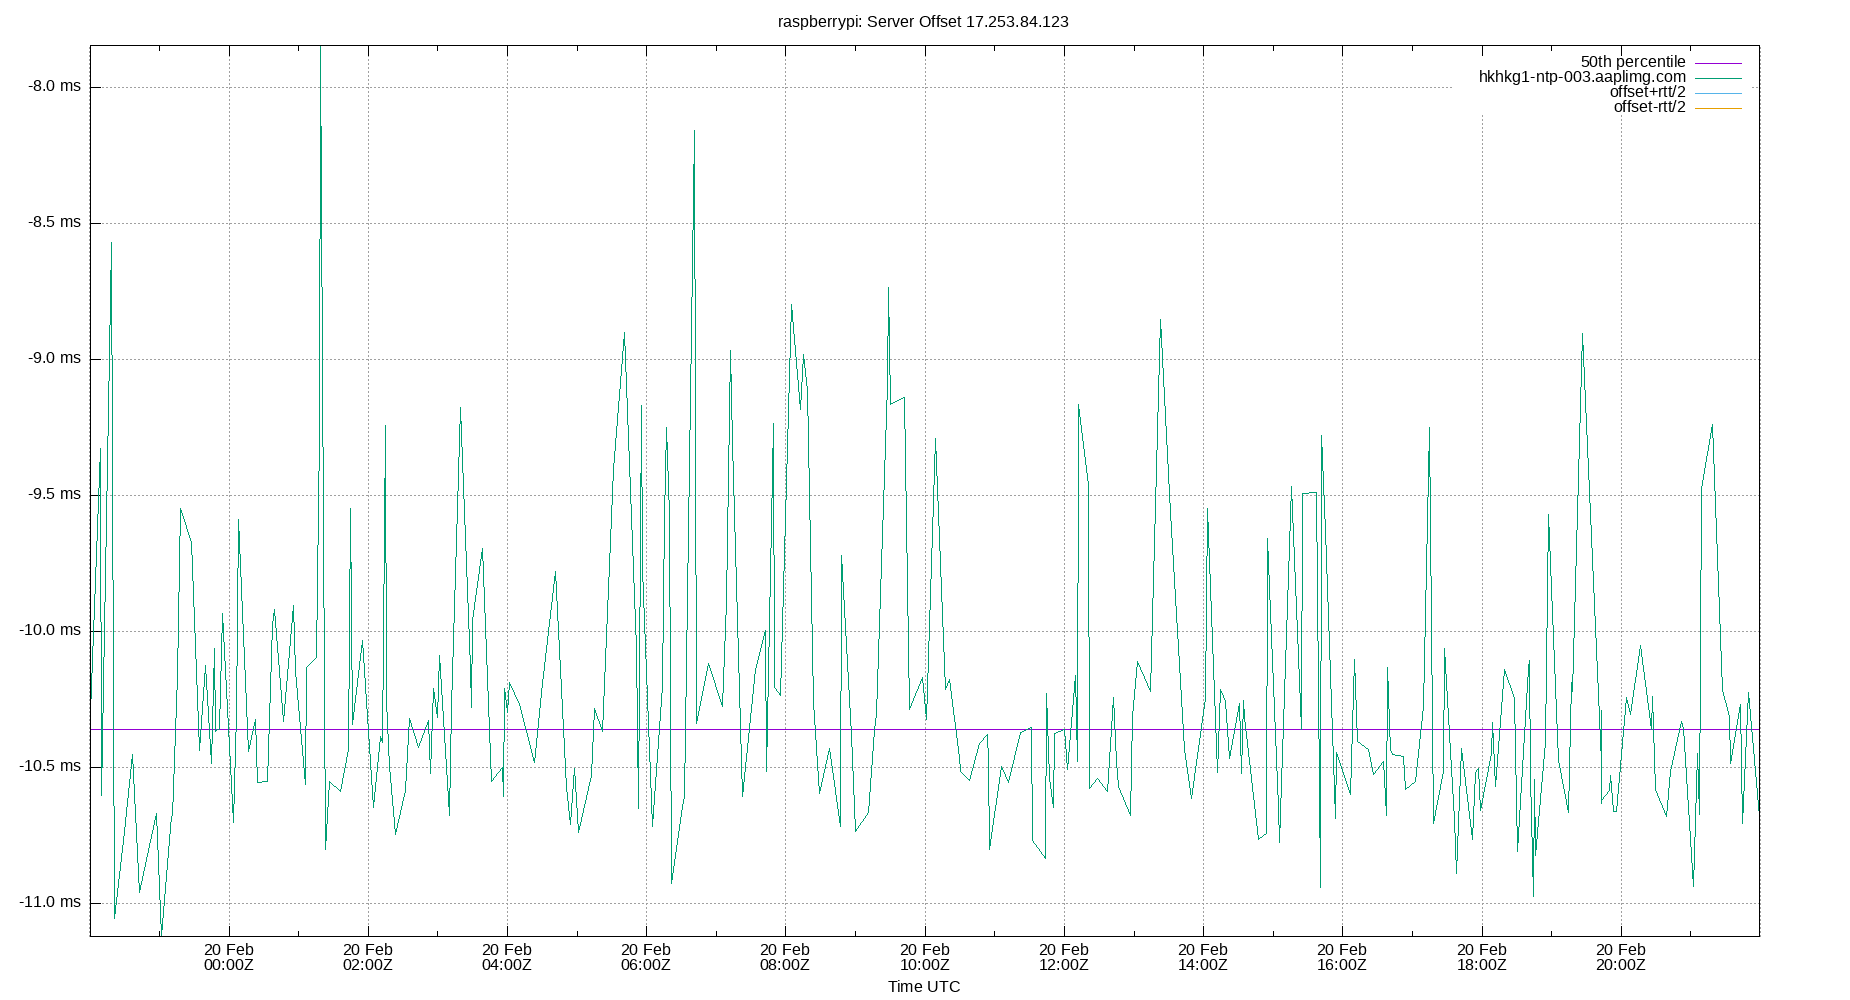 raspberrypi: Server Offset 17.253.84.123
50th percentile
hkhkg1-ntp-003.aaplimg.com
offset+rtt/2
offset-rtt/2
-8.0 ms
-8.5 ms
-9.0 ms
-9.5 ms
-10.0 ms
-10.5 ms
-11.0 ms
20 Feb 20 Feb 20 Feb 20 Feb 20 Feb 20 Feb 20 Feb 20 Feb 20 Feb 20 Feb 20 Feb
00:00Z 02:00Z 04:00Z 06:00Z 08:00Z 10:00Z 12:00Z 14:00Z 16:00Z 18:00Z 20:00Z
Time UTC